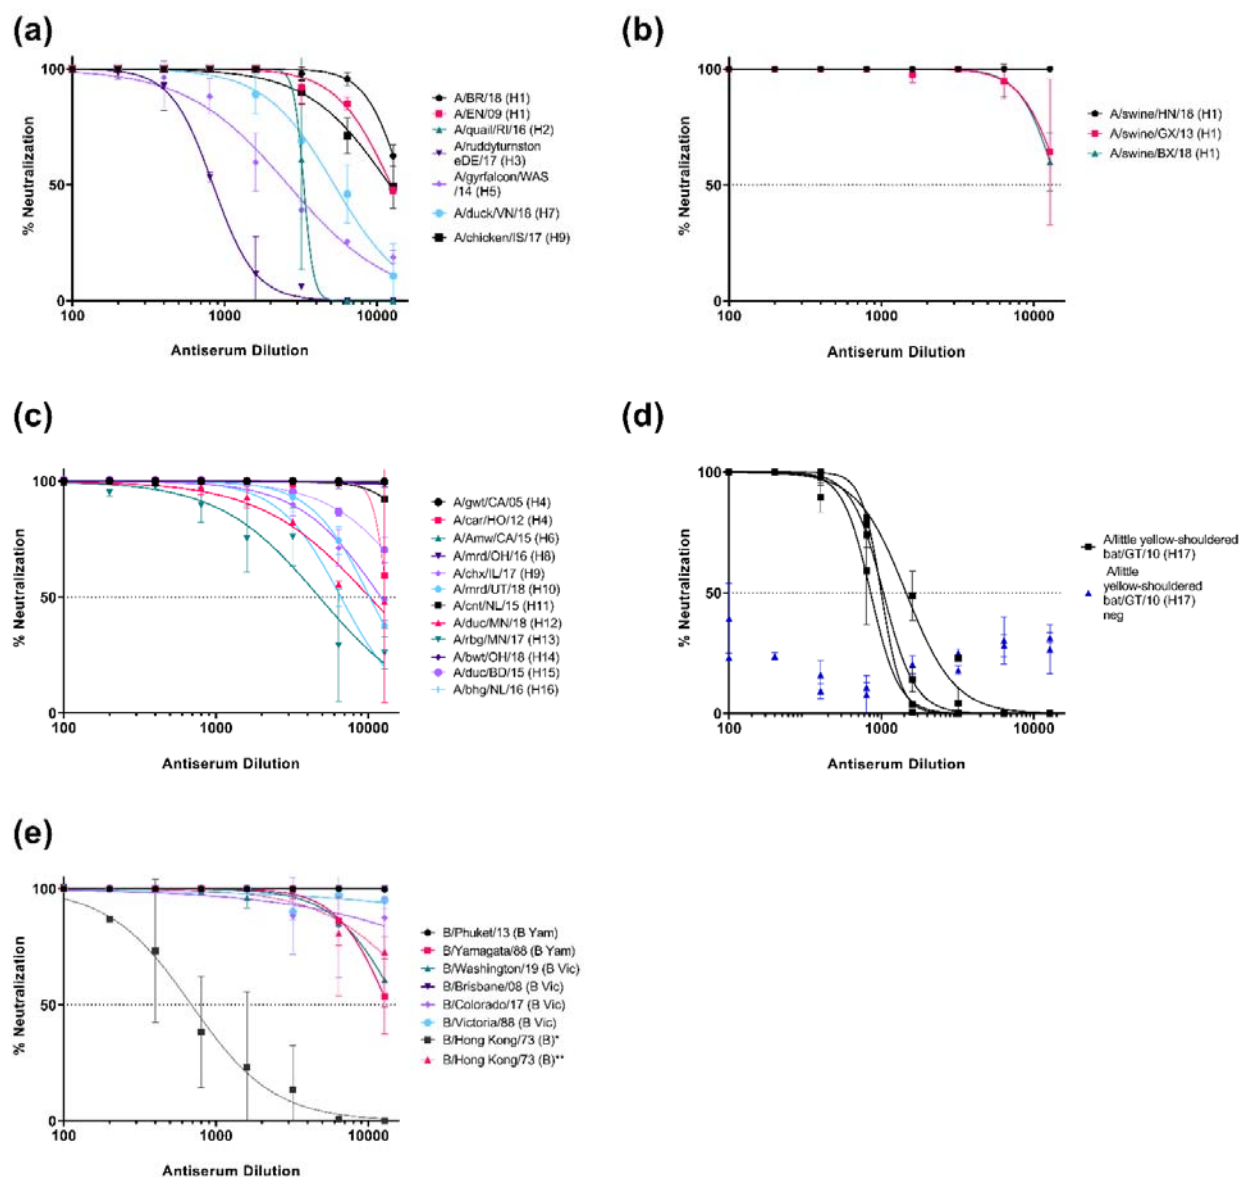 (a)
100
50
0
% Neutralization
100
1000
10000
Antiserum Dilution
A/BR/18 (H1)
A/EN/09 (H1)
A/quail/RI/16 (H2)
A/ruddyturnston
eDE/17 (H3)
A/gyrfalcon/WAS
/14 (H5)
A/duck/VN/18 (H7)
A/chicken/IS/17 (H9)
(b)
100
50
0
% Neutralization
100
1000
10000
Antiserum Dilution
A/swine/HN/18 (H1)
A/swine/GX/13 (H1)
A/swine/BX/18 (H1)
(c)
100
50
0
% Neutralization
100
1000
10000
Antiserum Dilution
A/gwt/CA/05 (H4)
A/car/HO/12 (H4)
A/Amw/CA/15 (H6)
A/mrd/OH/16 (H8)
A/chx/IL/17 (H9)
A/mrd/UT/18 (H10)
A/cnt/NL/15 (H11)
A/duc/MN/18 (H12)
A/rbg/MN/17 (H13)
A/bwt/OH/18 (H14)
A/duc/BD/15 (H15)
A/bhg/NL/16 (H16)
(d)
100
50
0
% Neutralization
100
1000
10000
Antiserum Dilution
A/little yellow-shouldered
bat/GT/10 (H17)
A/little
yellow-shouldered
bat/GT/10 (H17)
neg
(e)
100
50
0
% Neutralization
100
1000
10000
Antiserum Dilution
B/Phuket/13 (B Yam)
B/Yamagata/88 (B Yam)
B/Washington/19 (B Vic)
B/Brisbane/08 (B Vic)
B/Colorado/17 (B Vic)
B/Victoria/88 (B Vic)
B/Hong Kong/73 (B)*
B/Hong Kong/73 (B)**